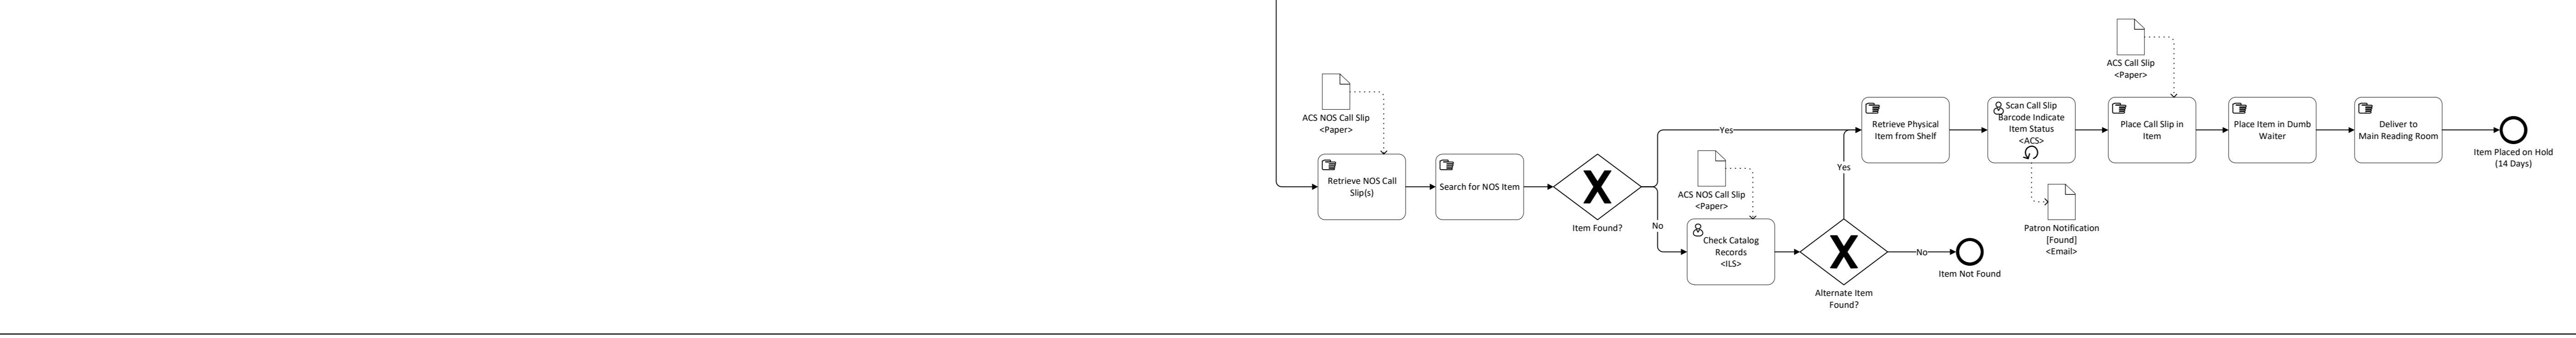 ACS NOS Call Slip
<Paper>
Retrieve NOS Call
Slip(s)
Search for NOS Item
Item Found?
Yes
No
ACS NOS Call Slip
<Paper>
Check Catalog
Records
<ILS>
Alternate Item
Found?
Yes
No
Item Not Found
Retrieve Physical
Item from Shelf
Scan Call Slip
Barcode Indicate
Item Status
<ACS>
Patron Notification
[Found]
<Email>
ACS Call Slip
<Paper>
Place Call Slip in
Item
Place Item in Dumb
Waiter
Deliver to
Main Reading Room
Item Placed on Hold
(14 Days)